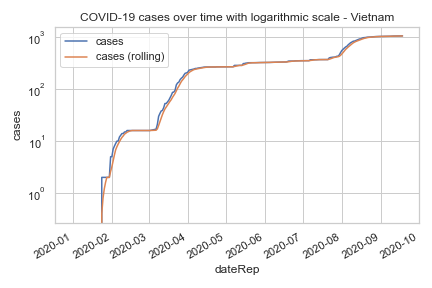 COVID-19 cases over time with logarithmic scale - Vietnam
cases
cases (rolling)
10³
10²
10¹
10⁰
cases
2020-01
2020-02
2020-03
2020-04
2020-05
2020-06
2020-07
2020-08
2020-09
2020-10
dateRep